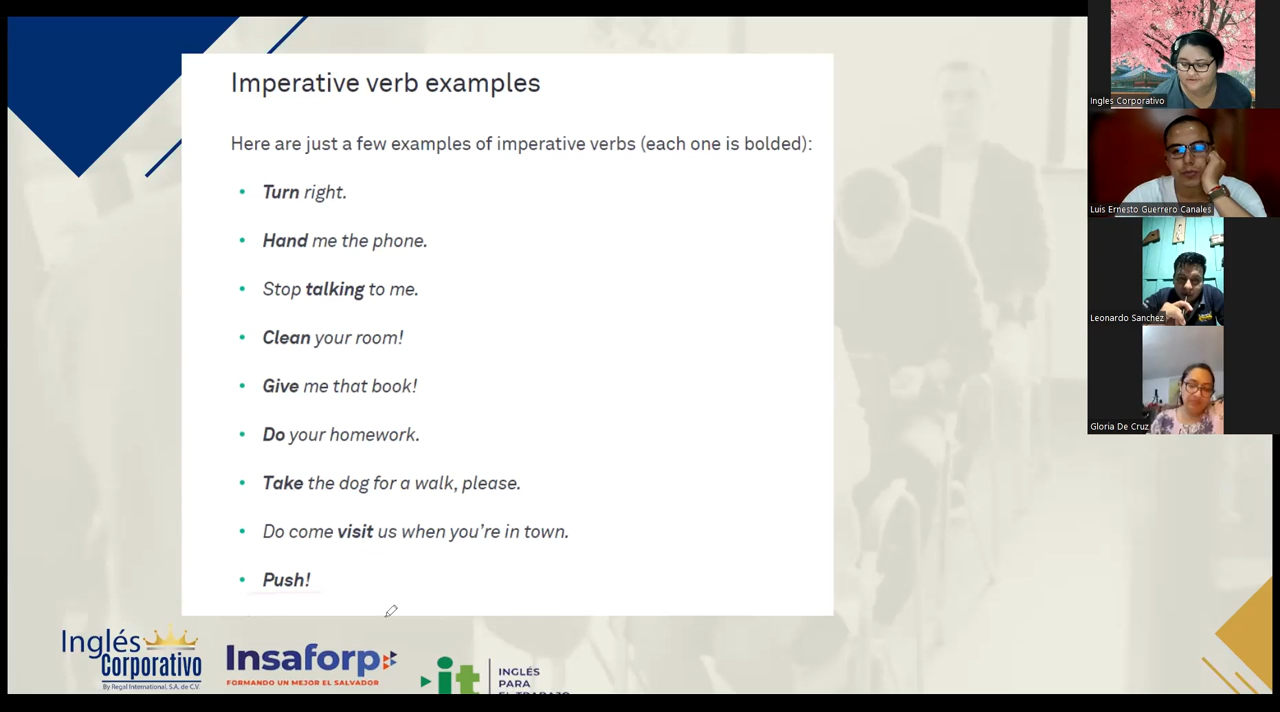 Imperative verb examples
Here are just a few examples of imperative verbs (each one is bolded):
• Turn right.
• Hand me the phone.
• Stop talking to me.
• Clean your room!
• Give me that book!
• Do your homework.
• Take the dog for a walk, please.
• Do come visit us when you're in town.
• Push!
Inglés
Corporativo
By Regal International, S.A. de C.V.
Insaforp
FORMANDO UN MEJOR EL SALVADOR
it
INGLÉS
PARA
EL TRABAJO
Ingles Corporativo
Luis Ernesto Guerrero Canales
Leonardo Sanchez
Gloria De Cruz